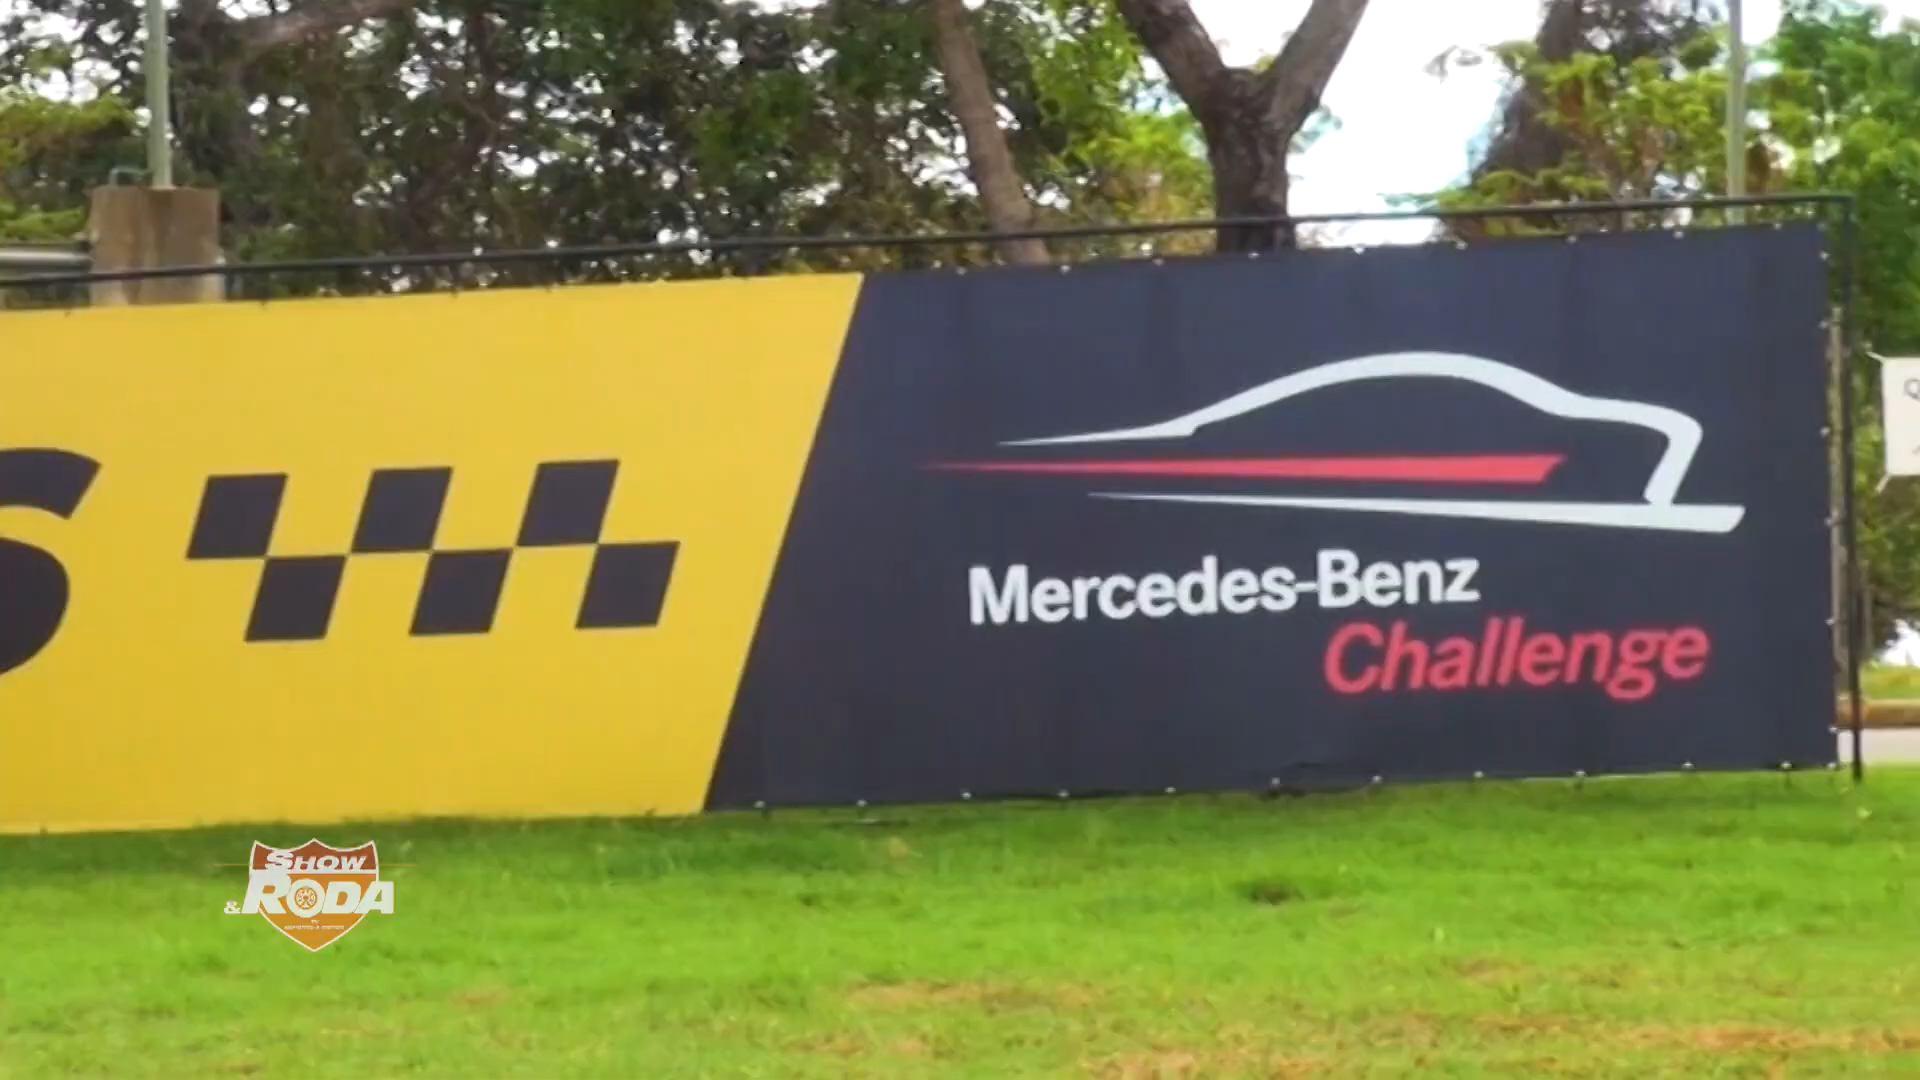 S
Mercedes-Benz
Challenge
Q
SHOW
& RODA